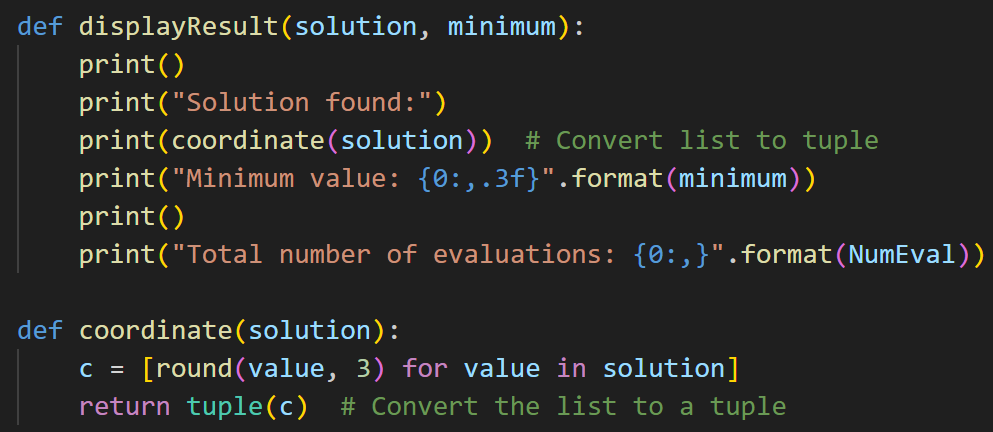 def displayResult(solution, minimum):
    print()
    print("Solution found:")
    print(coordinate(solution))  # Convert list to tuple
    print("Minimum value: {0:,.3f}".format(minimum))
    print()
    print("Total number of evaluations: {0:,}".format(NumEval))

def coordinate(solution):
    c = [round(value, 3) for value in solution]
    return tuple(c)  # Convert the list to a tuple